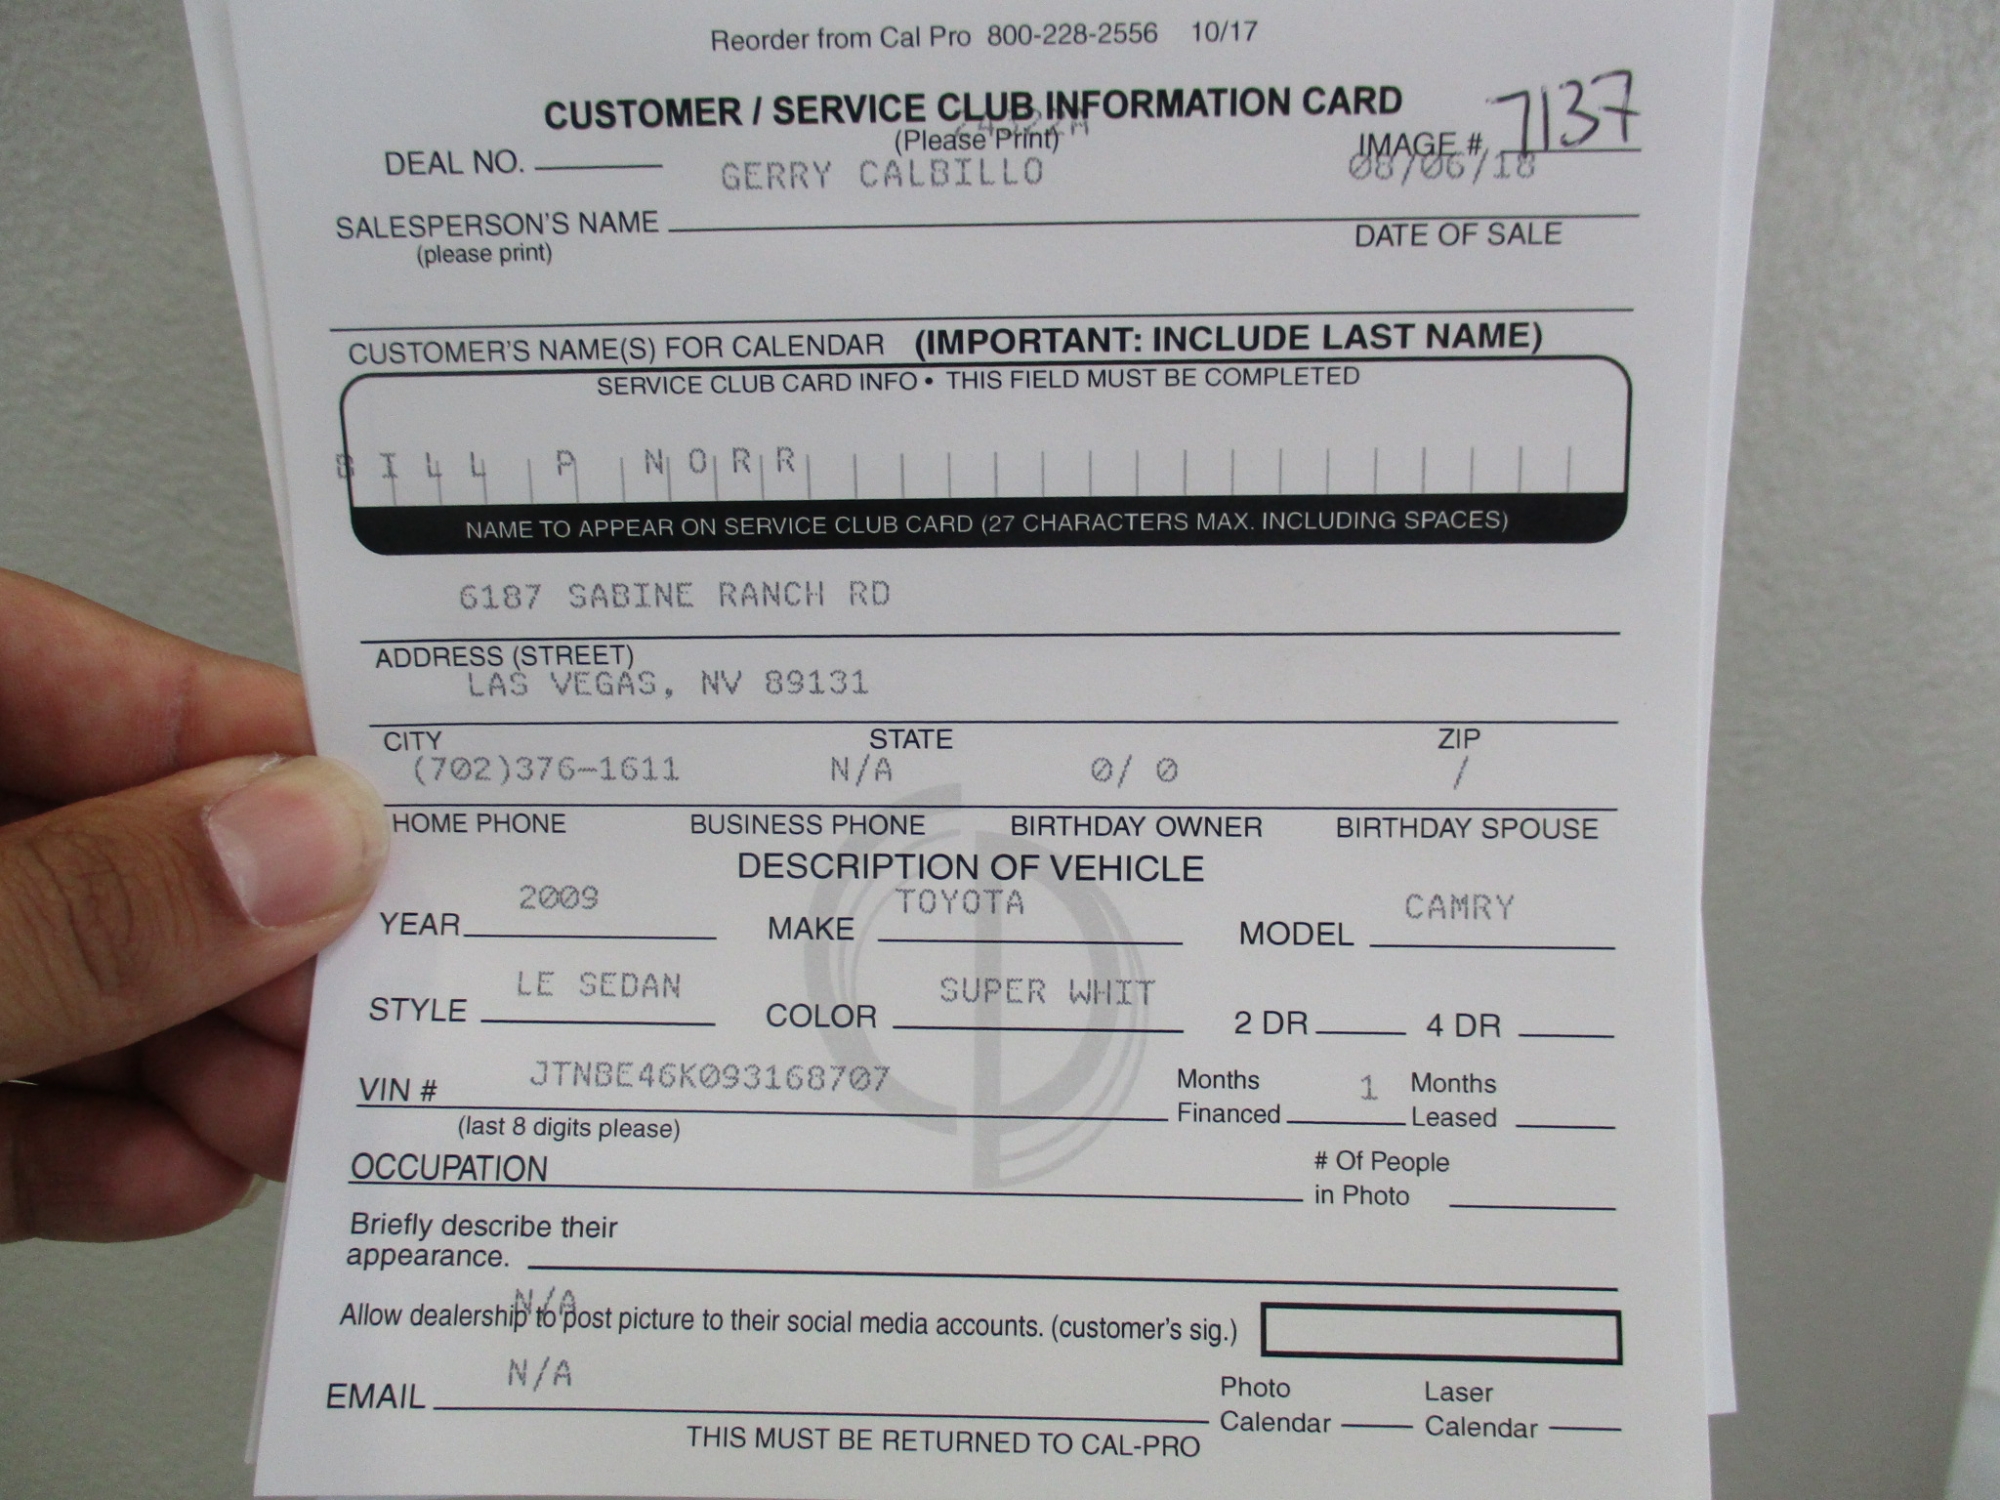 Reorder from Cal Pro 800-228-2556 10/17
CUSTOMER / SERVICE CLUB INFORMATION CARD
(Please Print)
DEAL NO. IMAGE # 7137
GERRY CALBILLO 08/06/18
SALESPERSON'S NAME
(please print) DATE OF SALE
CUSTOMER'S NAME(S) FOR CALENDAR (IMPORTANT: INCLUDE LAST NAME)
SERVICE CLUB CARD INFO • THIS FIELD MUST BE COMPLETED
BILL P NORR
NAME TO APPEAR ON SERVICE CLUB CARD (27 CHARACTERS MAX. INCLUDING SPACES)
6187 SABINE RANCH RD
ADDRESS (STREET)
LAS VEGAS, NV 89131
CITY STATE ZIP
(702)376-1611 N/A 0/ 0 /
HOME PHONE BUSINESS PHONE BIRTHDAY OWNER BIRTHDAY SPOUSE
DESCRIPTION OF VEHICLE
YEAR 2009 MAKE TOYOTA MODEL CAMRY
STYLE LE SEDAN COLOR SUPER WHIT 2 DR 4 DR
VIN # JTNBE46K093168707 Months Financed 1 Months Leased
(last 8 digits please)
OCCUPATION # Of People in Photo
Briefly describe their
appearance.
N/A
Allow dealership to post picture to their social media accounts. (customer's sig.)
N/A
EMAIL Photo Calendar Laser Calendar
THIS MUST BE RETURNED TO CAL-PRO